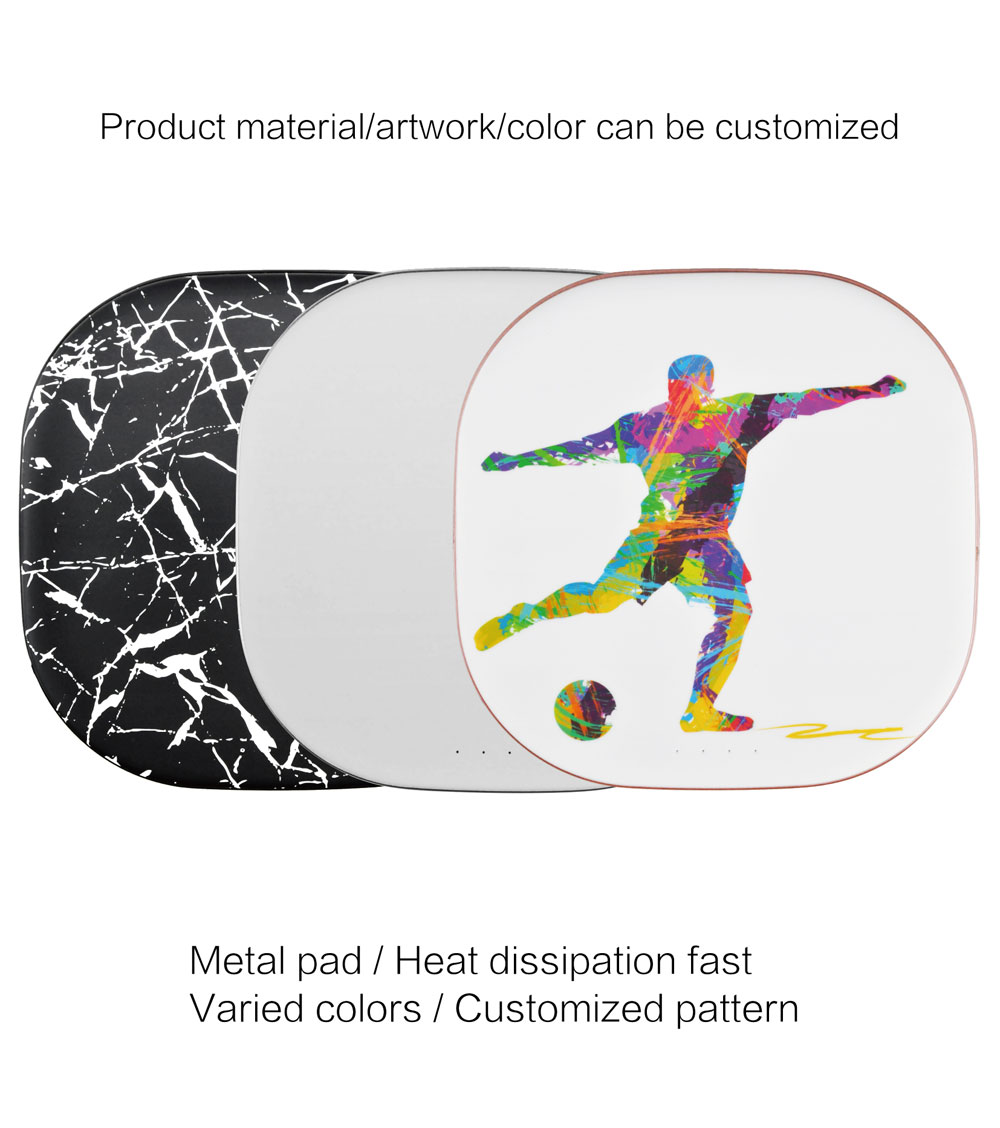 Product material/artwork/color can be customized
Metal pad / Heat dissipation fast
Varied colors / Customized pattern